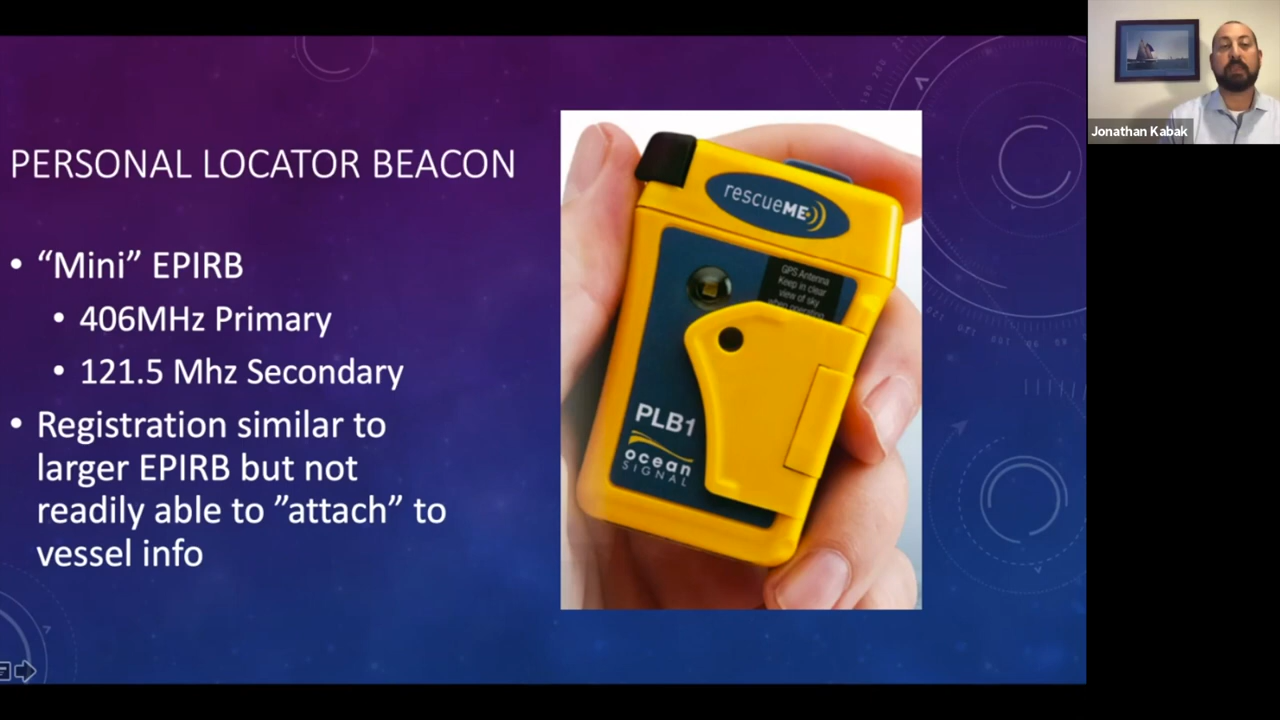 PERSONAL LOCATOR BEACON
• “Mini” EPIRB
• 406MHz Primary
• 121.5 Mhz Secondary
• Registration similar to
larger EPIRB but not
readily able to ”attach” to
vessel info
rescueME
GPS Antenna
Keep in clear
view of sky
when operating
PLB1
ocean
SIGNAL
Jonathan Kabak